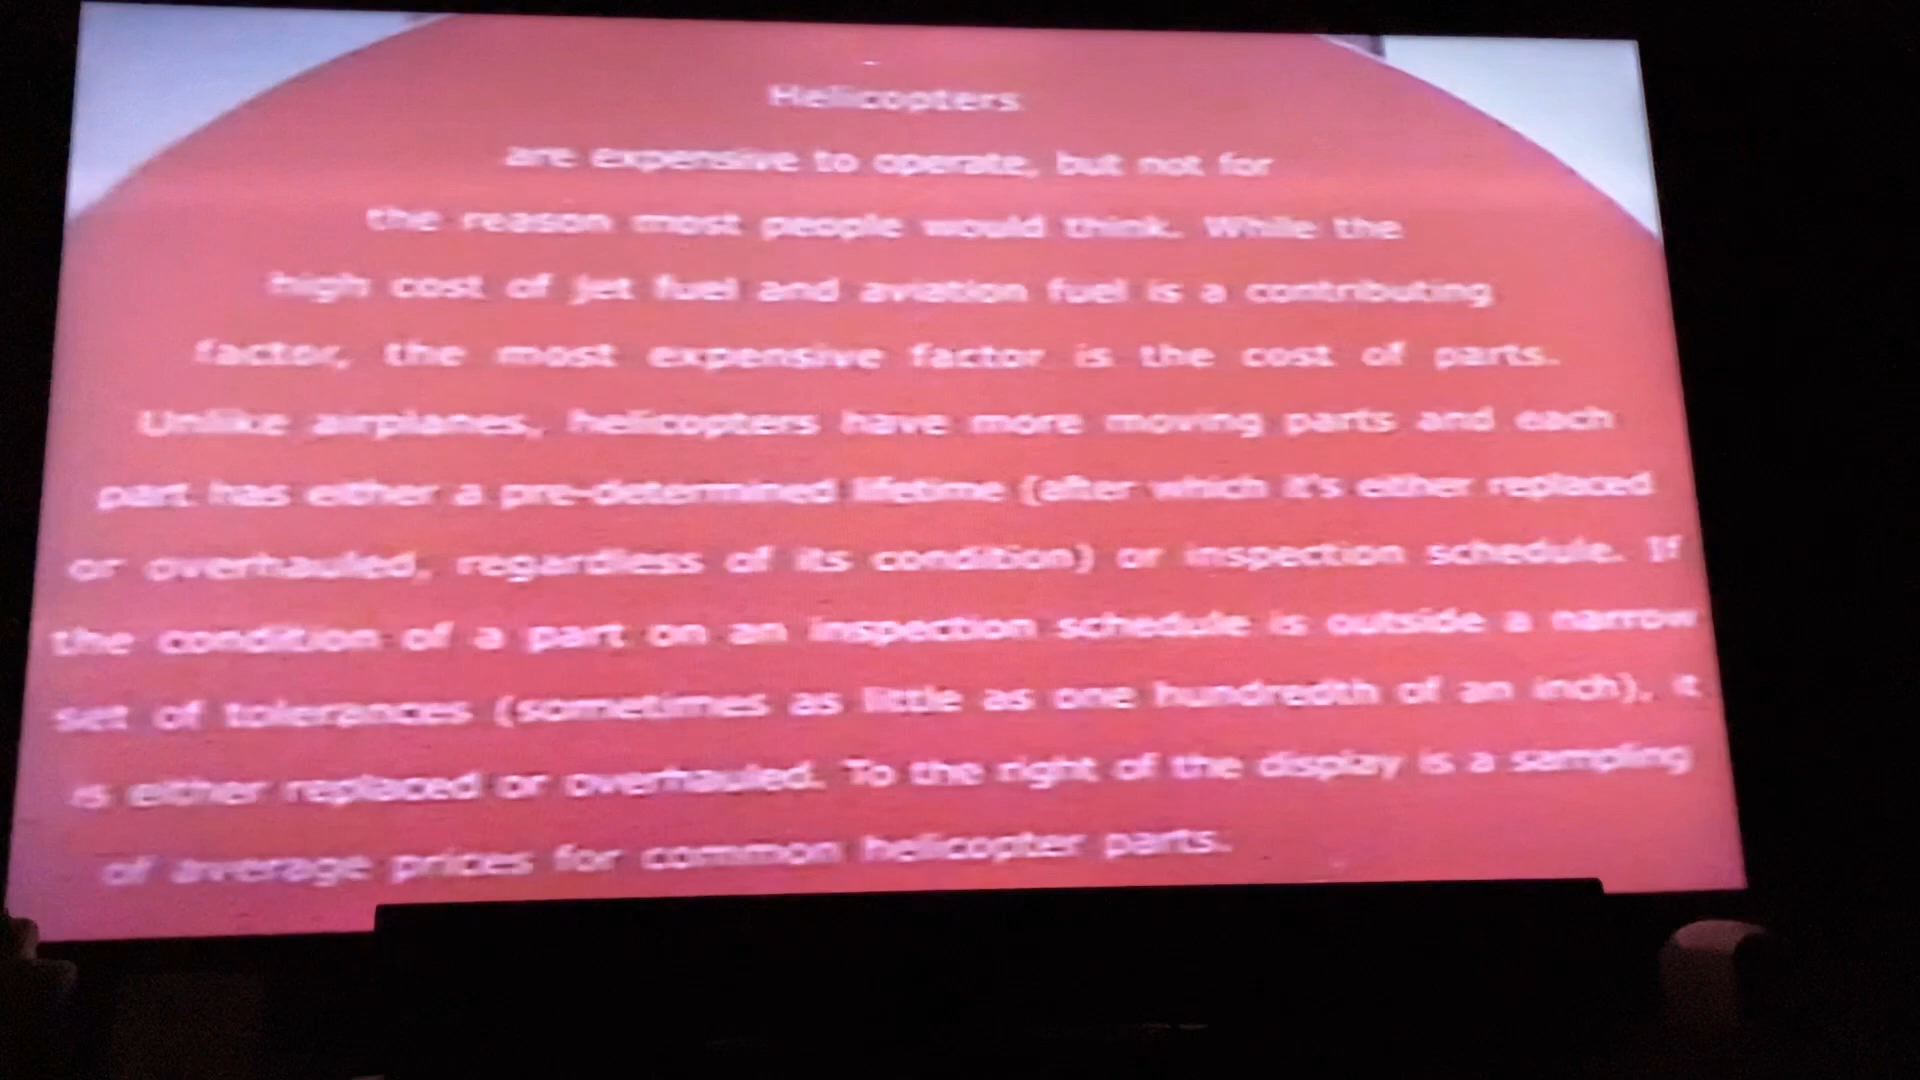 Helicopters
are expensive to operate, but not for
the reason most people would think. While the
high cost of jet fuel and aviation fuel is a contributing
factor, the most expensive factor is the cost of parts.
Unlike airplanes, helicopters have more moving parts and each
part has either a pre-determined lifetime (after which it's either replaced
or overhauled, regardless of its condition) or inspection schedule. If
the condition of a part on an inspection schedule is outside a narrow
set of tolerances (sometimes as little as one hundredth of an inch), it
is either replaced or overhauled. To the right of the display is a sampling
of average prices for common helicopter parts.